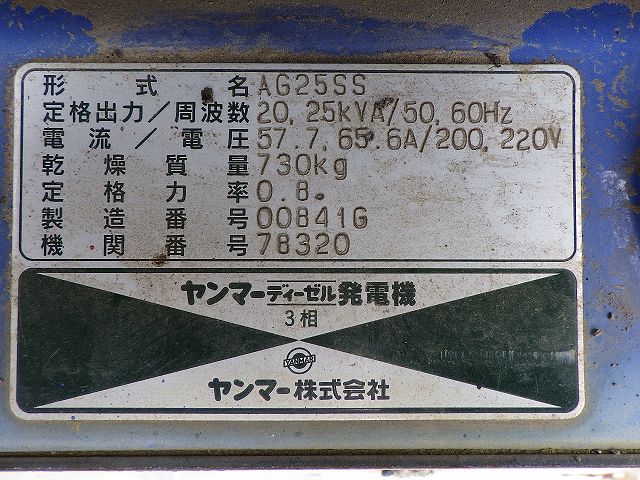 形式名 AG25SS
定格出力／周波数 20,25kVA/50,60Hz
電流／電圧 57.7,65.6A/200,220V
乾燥質量 730kg
定格力率 0.8
製造番号 00841G
機関番号 78320
ヤンマーディーゼル発電機
3相
YANMAR
ヤンマー株式会社